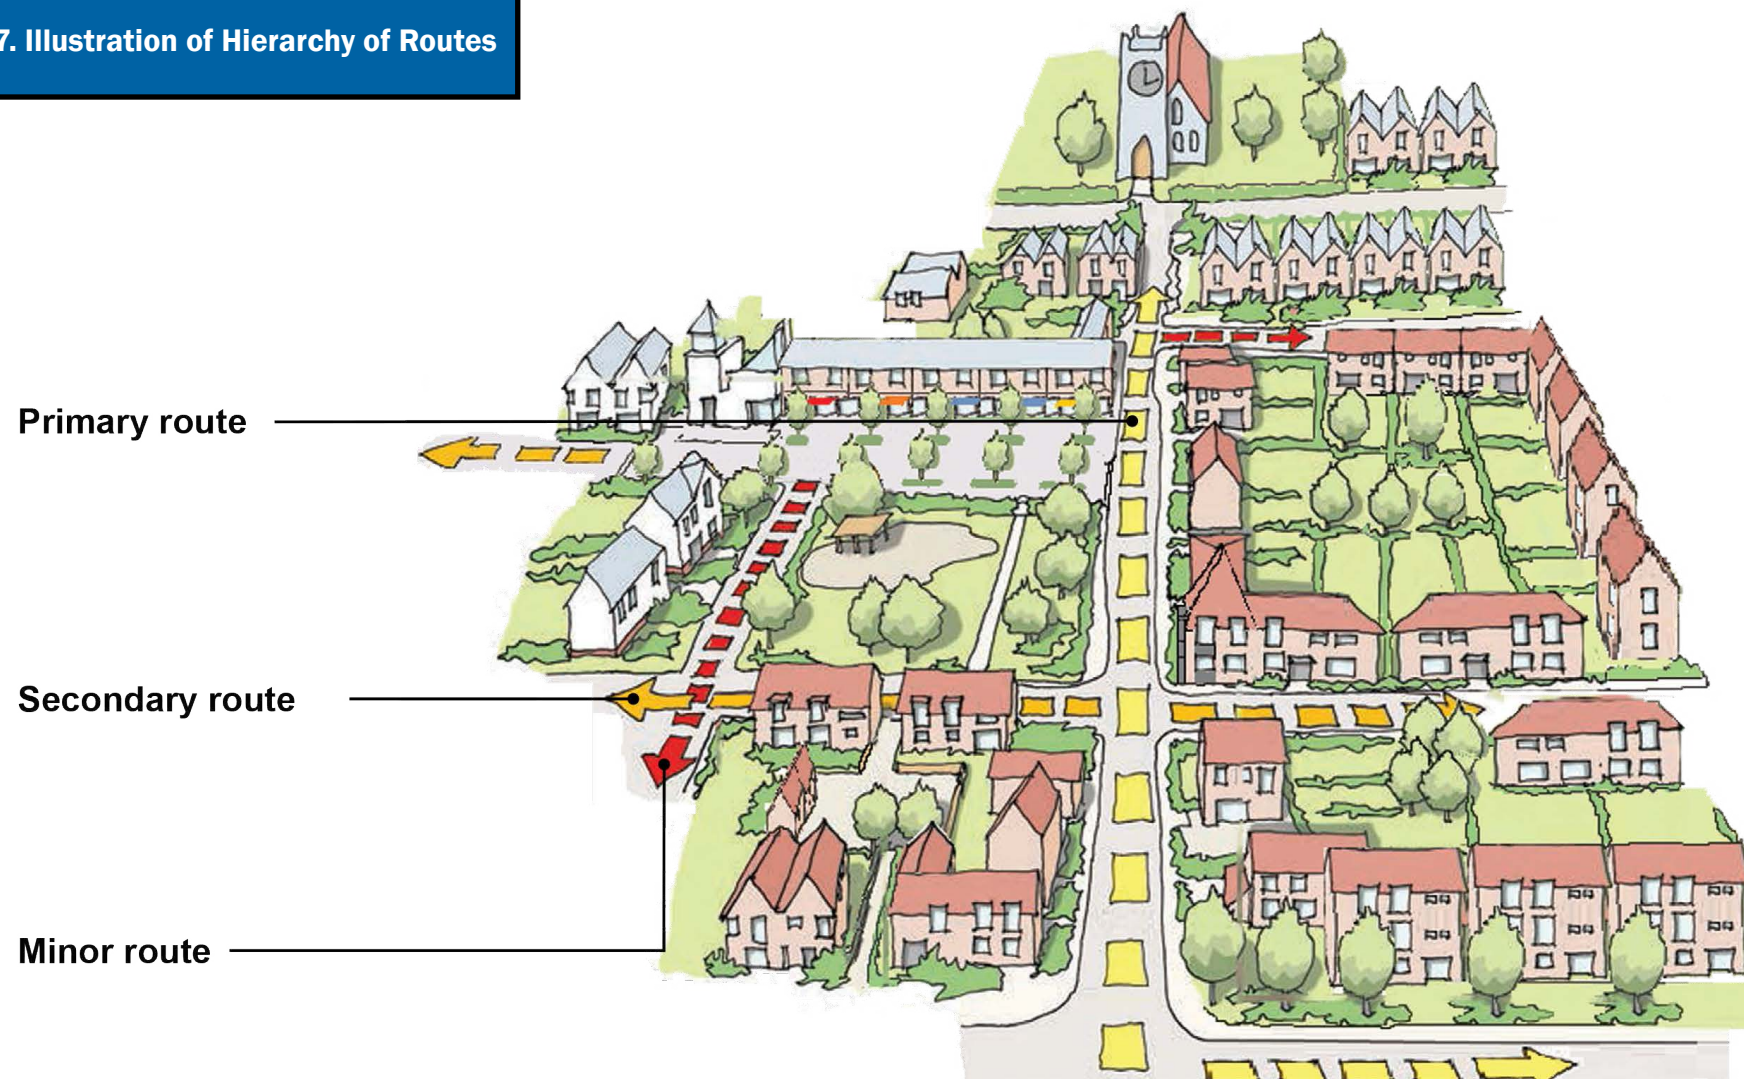 7. Illustration of Hierarchy of Routes
Primary route
Secondary route
Minor route